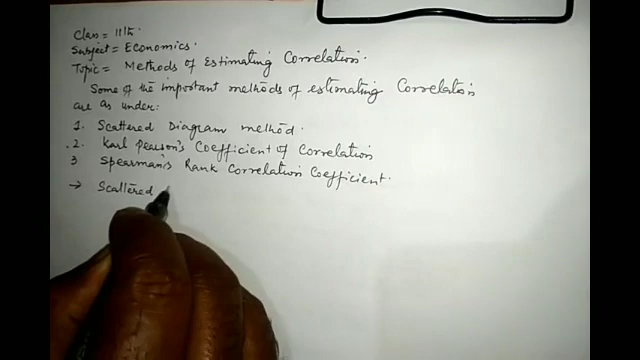 Class = 11th.
Subject = Economics.
Topic = Methods of Estimating Correlation.
Some of the important methods of estimating Correlation
are as under:
1. Scattered Diagram method.
2. Karl Pearson's Coefficient of Correlation
3 Spearman's Rank Correlation Coefficient.
→ Scattered